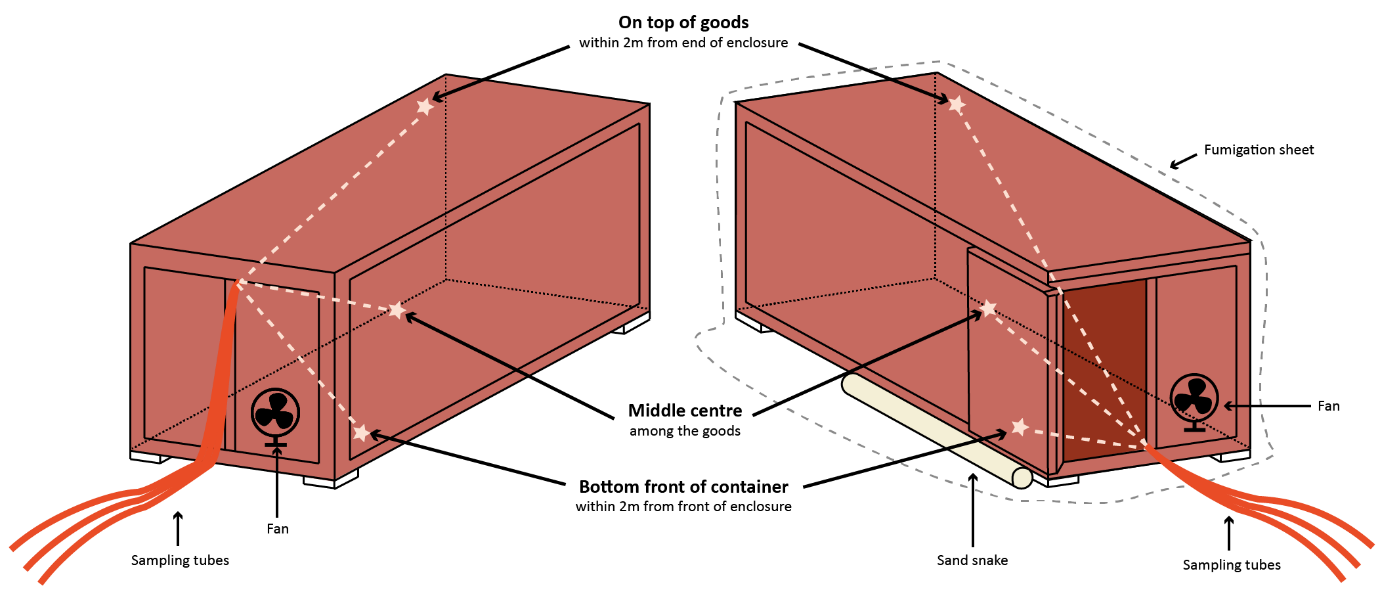 On top of goods
within 2m from end of enclosure
Fumigation sheet
Middle centre
among the goods
Fan
Bottom front of container
within 2m from front of enclosure
Fan
Sampling tubes
Sand snake
Sampling tubes